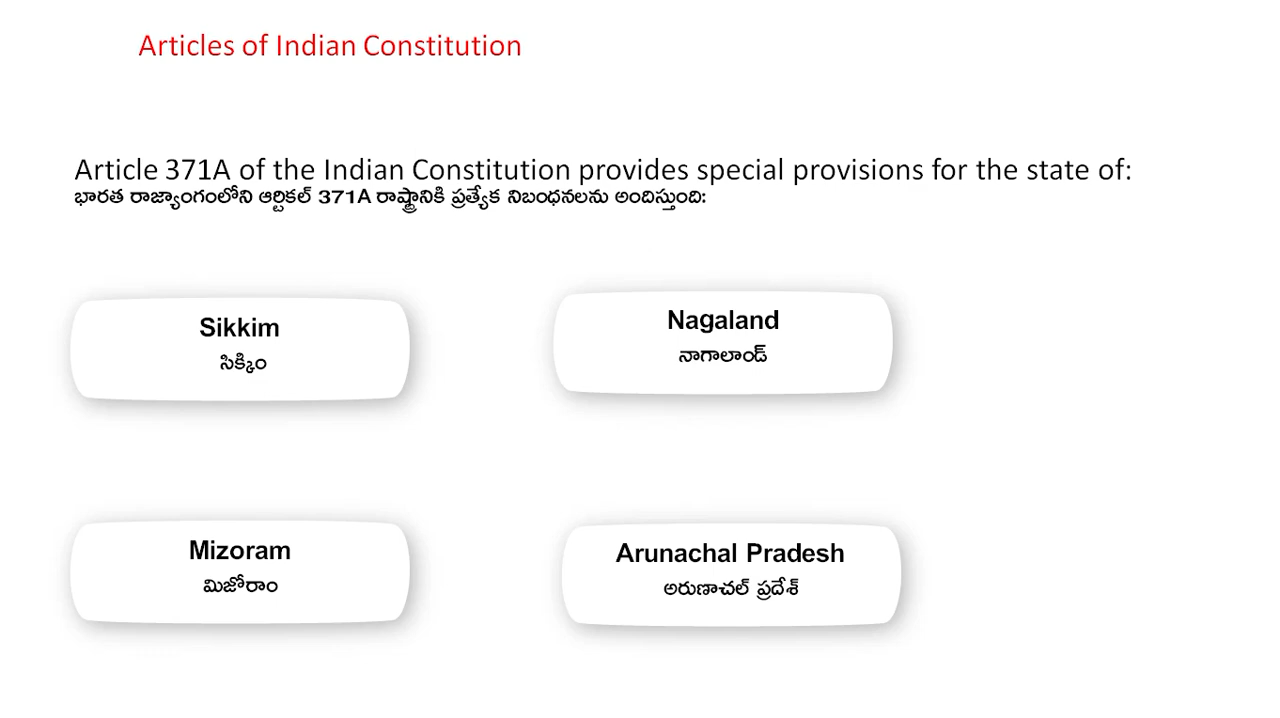 Articles of Indian Constitution
Article 371A of the Indian Constitution provides special provisions for the state of:
భారత రాజ్యాంగంలోని ఆర్టికల్ 371A రాష్ట్రానికి ప్రత్యేక నిబంధనలను అందిస్తుంది:
Sikkim
సిక్కిం
Nagaland
నాగాలాండ్
Mizoram
మిజోరాం
Arunachal Pradesh
అరుణాచల్ ప్రదేశ్